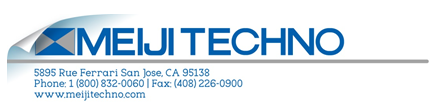 MEIJI TECHNO
5895 Rue Ferrari San Jose, CA 95138
Phone: 1 (800) 832-0060 | Fax: (408) 226-0900
www.meijitechno.com